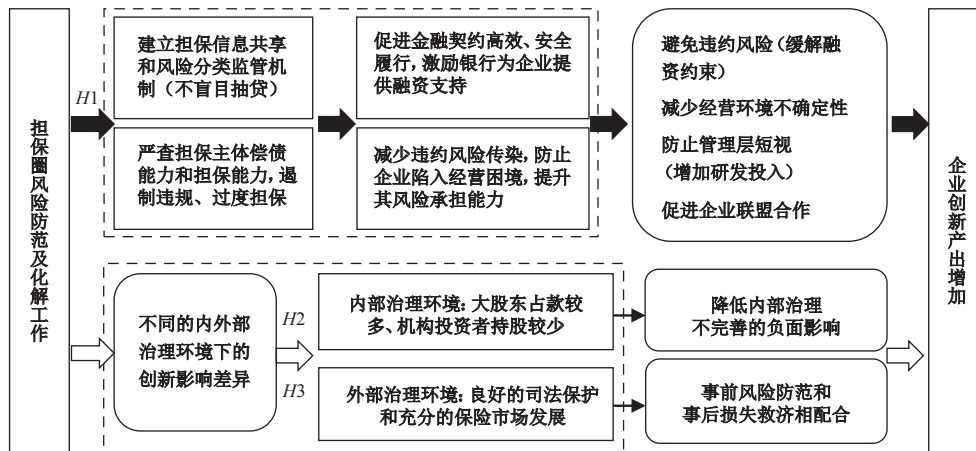 担保圈风险防范及化解工作
H1
建立担保信息共享
和风险分类监管机
制（不盲目抽贷）
严查担保主体偿债
能力和担保能力，遏
制违规、过度担保
促进金融契约高效、安全
履行，激励银行为企业提
供融资支持
减少违约风险传染，防止
企业陷入经营困境，提升
其风险承担能力
避免违约风险（缓解融
资约束）
减少经营环境不确定性
防止管理层短视
（增加研发投入）
促进企业联盟合作
不同的内外部
治理环境下的
创新影响差异
H2
H3
内部治理环境：大股东占款较
多、机构投资者持股较少
外部治理环境：良好的司法保护
和充分的保险市场发展
降低内部治理
不完善的负面影响
事前风险防范和
事后损失救济相配合
企业创新产出增加